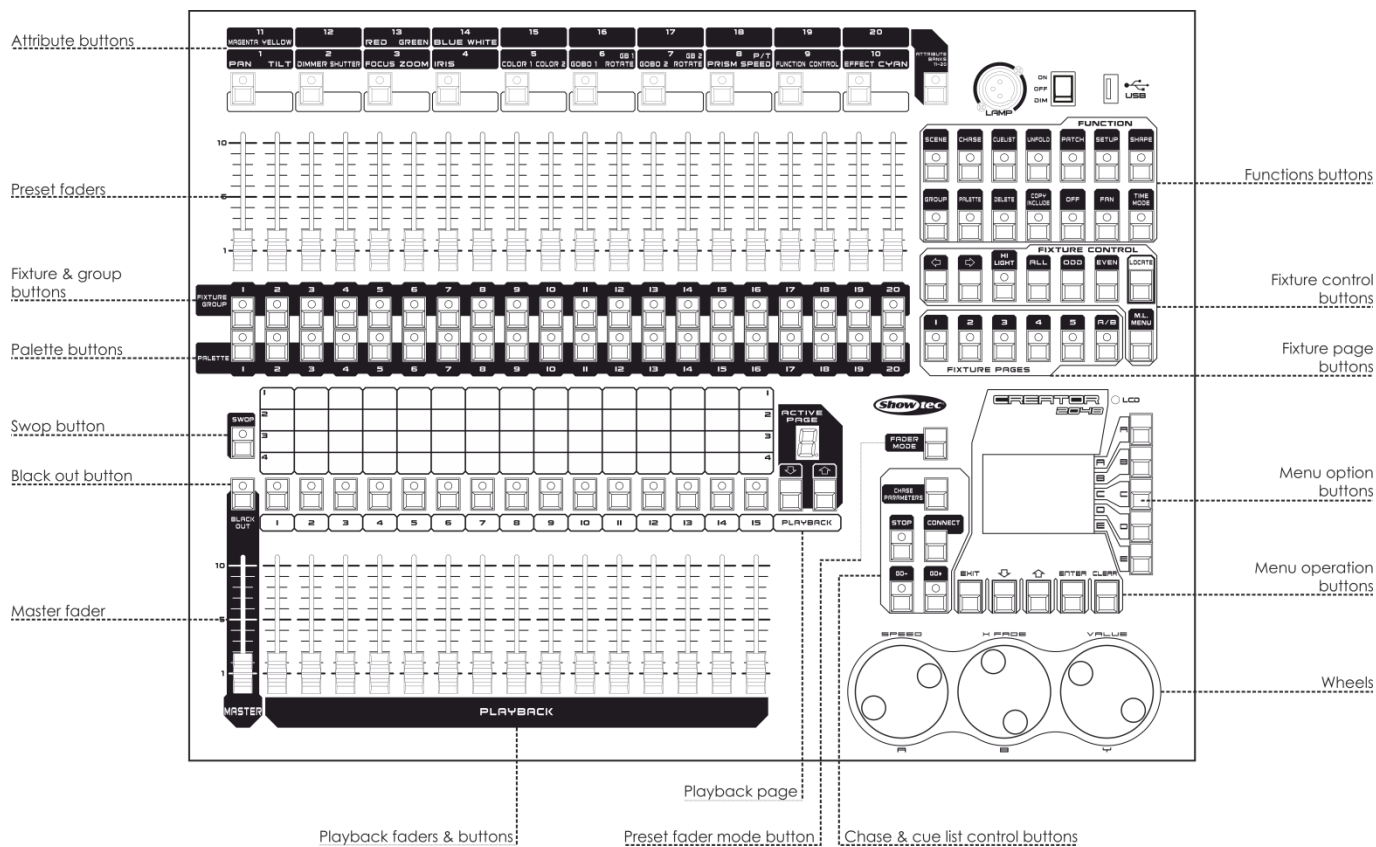 Attribute buttons
11 12 13 14 15 16 17 18 19 20
MAGENTA YELLOW RED GREEN BLUE WHITE
1 2 3 4 5 6 GB 1 7 GB 2 8 P/T 9 10
PAN TILT DIMMER SHUTTER FOCUS ZOOM IRIS COLOR 1 COLOR 2 GOBO 1 ROTATE GOBO 2 ROTATE PRISM SPEED FUNCTION CONTROL EFFECT CYAN
ATTRIBUTE
BANKS
11-20
ON
OFF
DIM
LAMP
USB
FUNCTION
SCENE CHASE CUELIST UNFOLD PATCH SETUP SHAPE
Functions buttons
GROUP PALETTE DELETE COPY INCLUDE OFF FAN TIME MODE
10
Preset faders
5
1
FIXTURE CONTROL
HI LIGHT ALL ODD EVEN LOCATE
Fixture control
buttons
Fixture & group
buttons
FIXTURE
GROUP
1 2 3 4 5 6 7 8 9 10 11 12 13 14 15 16 17 18 19 20
Palette buttons
PALETTE
1 2 3 4 5 6 7 8 9 10 11 12 13 14 15 16 17 18 19 20
1 2 3 4 5 A/B M.L. MENU
FIXTURE PAGES
Fixture page
buttons
Swop button
SWOP
1 1
2 2
3 3
4 4
ACTIVE
PAGE
Showtec
CREATOR
2048
LCD
FADER
MODE
A
B
C
D
E
A
B
C
D
E
Menu option
buttons
Black out button
BLACK
OUT
1 2 3 4 5 6 7 8 9 10 11 12 13 14 15 PLAYBACK
CHASE
PARAMETERS
STOP CONNECT
GO- GO+ EXIT ENTER CLEAR
Menu operation
buttons
10
Master fader
5
1
MASTER
PLAYBACK
SPEED X FADE VALUE
Wheels
A B Y
Playback page
Playback faders & buttons
Preset fader mode button
Chase & cue list control buttons